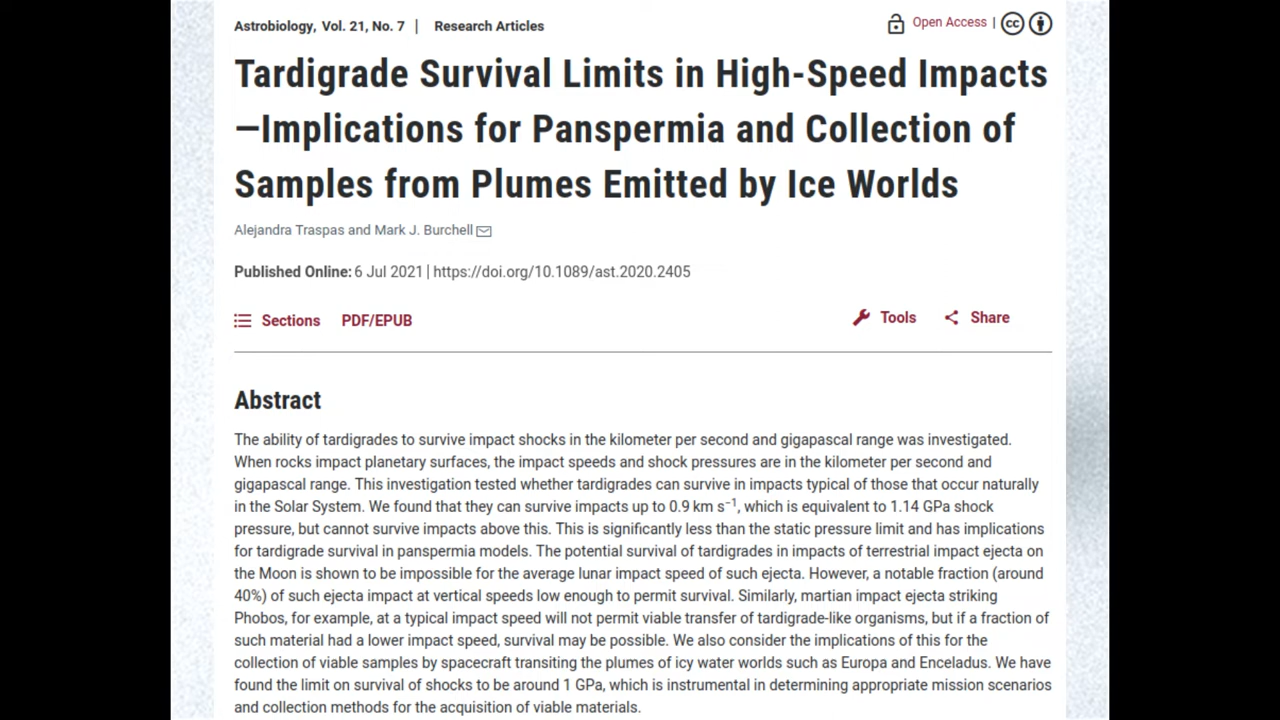 Astrobiology, Vol. 21, No. 7 | Research Articles
Open Access | cc
Tardigrade Survival Limits in High-Speed Impacts
—Implications for Panspermia and Collection of
Samples from Plumes Emitted by Ice Worlds
Alejandra Traspas and Mark J. Burchell
Published Online: 6 Jul 2021 | https://doi.org/10.1089/ast.2020.2405
Sections PDF/EPUB
Tools Share
Abstract
The ability of tardigrades to survive impact shocks in the kilometer per second and gigapascal range was investigated.
When rocks impact planetary surfaces, the impact speeds and shock pressures are in the kilometer per second and
gigapascal range. This investigation tested whether tardigrades can survive in impacts typical of those that occur naturally
in the Solar System. We found that they can survive impacts up to 0.9 km s⁻¹, which is equivalent to 1.14 GPa shock
pressure, but cannot survive impacts above this. This is significantly less than the static pressure limit and has implications
for tardigrade survival in panspermia models. The potential survival of tardigrades in impacts of terrestrial impact ejecta on
the Moon is shown to be impossible for the average lunar impact speed of such ejecta. However, a notable fraction (around
40%) of such ejecta impact at vertical speeds low enough to permit survival. Similarly, martian impact ejecta striking
Phobos, for example, at a typical impact speed will not permit viable transfer of tardigrade-like organisms, but if a fraction of
such material had a lower impact speed, survival may be possible. We also consider the implications of this for the
collection of viable samples by spacecraft transiting the plumes of icy water worlds such as Europa and Enceladus. We have
found the limit on survival of shocks to be around 1 GPa, which is instrumental in determining appropriate mission scenarios
and collection methods for the acquisition of viable materials.